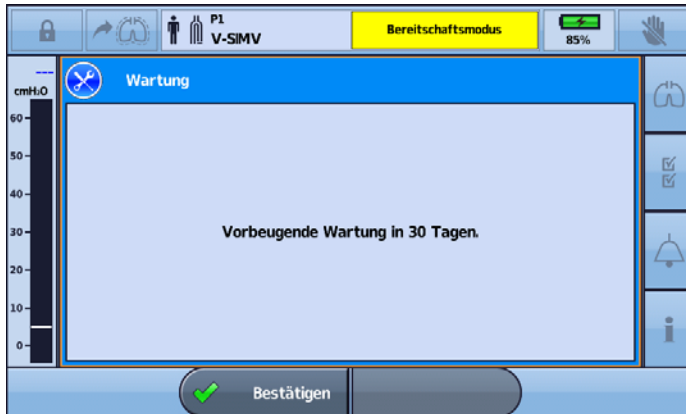 P1
V-SIMV
Bereitschaftsmodus
85%
---
cmH₂O
60
50
40
30
20
10
0
Wartung
Vorbeugende Wartung in 30 Tagen.
i
Bestätigen